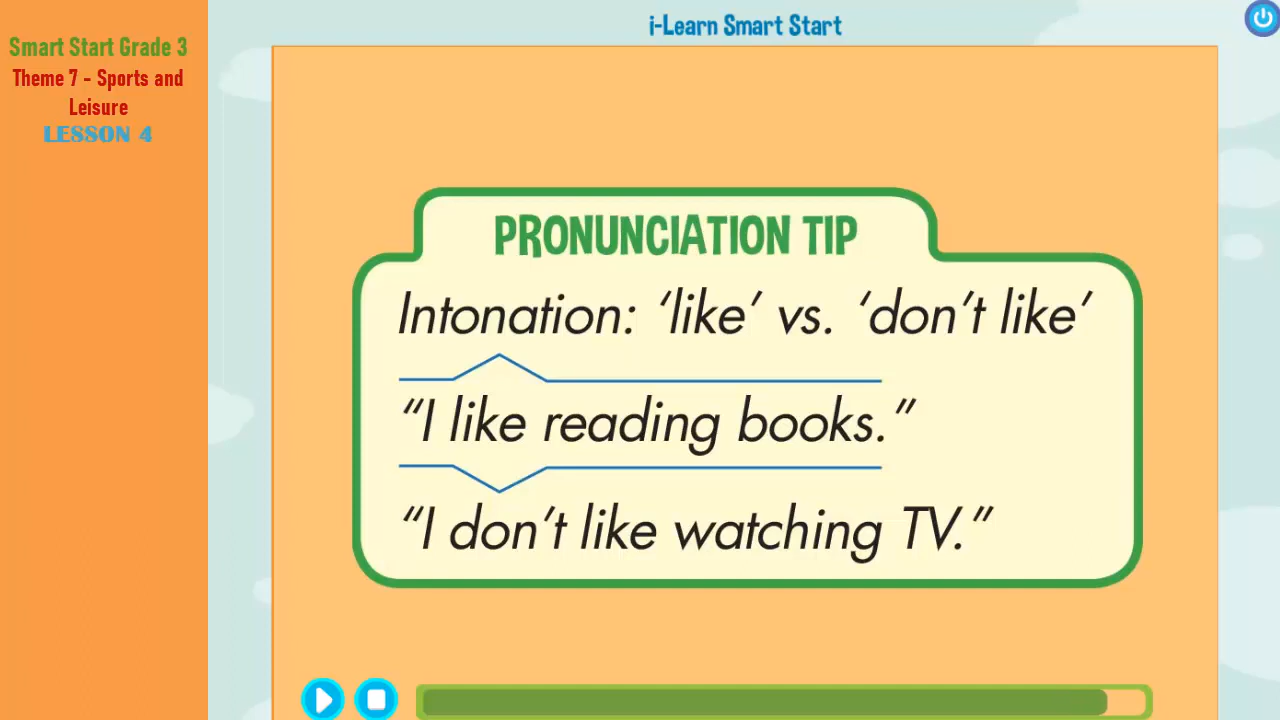 i-Learn Smart Start
Smart Start Grade 3
Theme 7 - Sports and
Leisure
LESSON 4
PRONUNCIATION TIP
Intonation: ‘like’ vs. ‘don’t like’
“I like reading books.”
“I don’t like watching TV.”